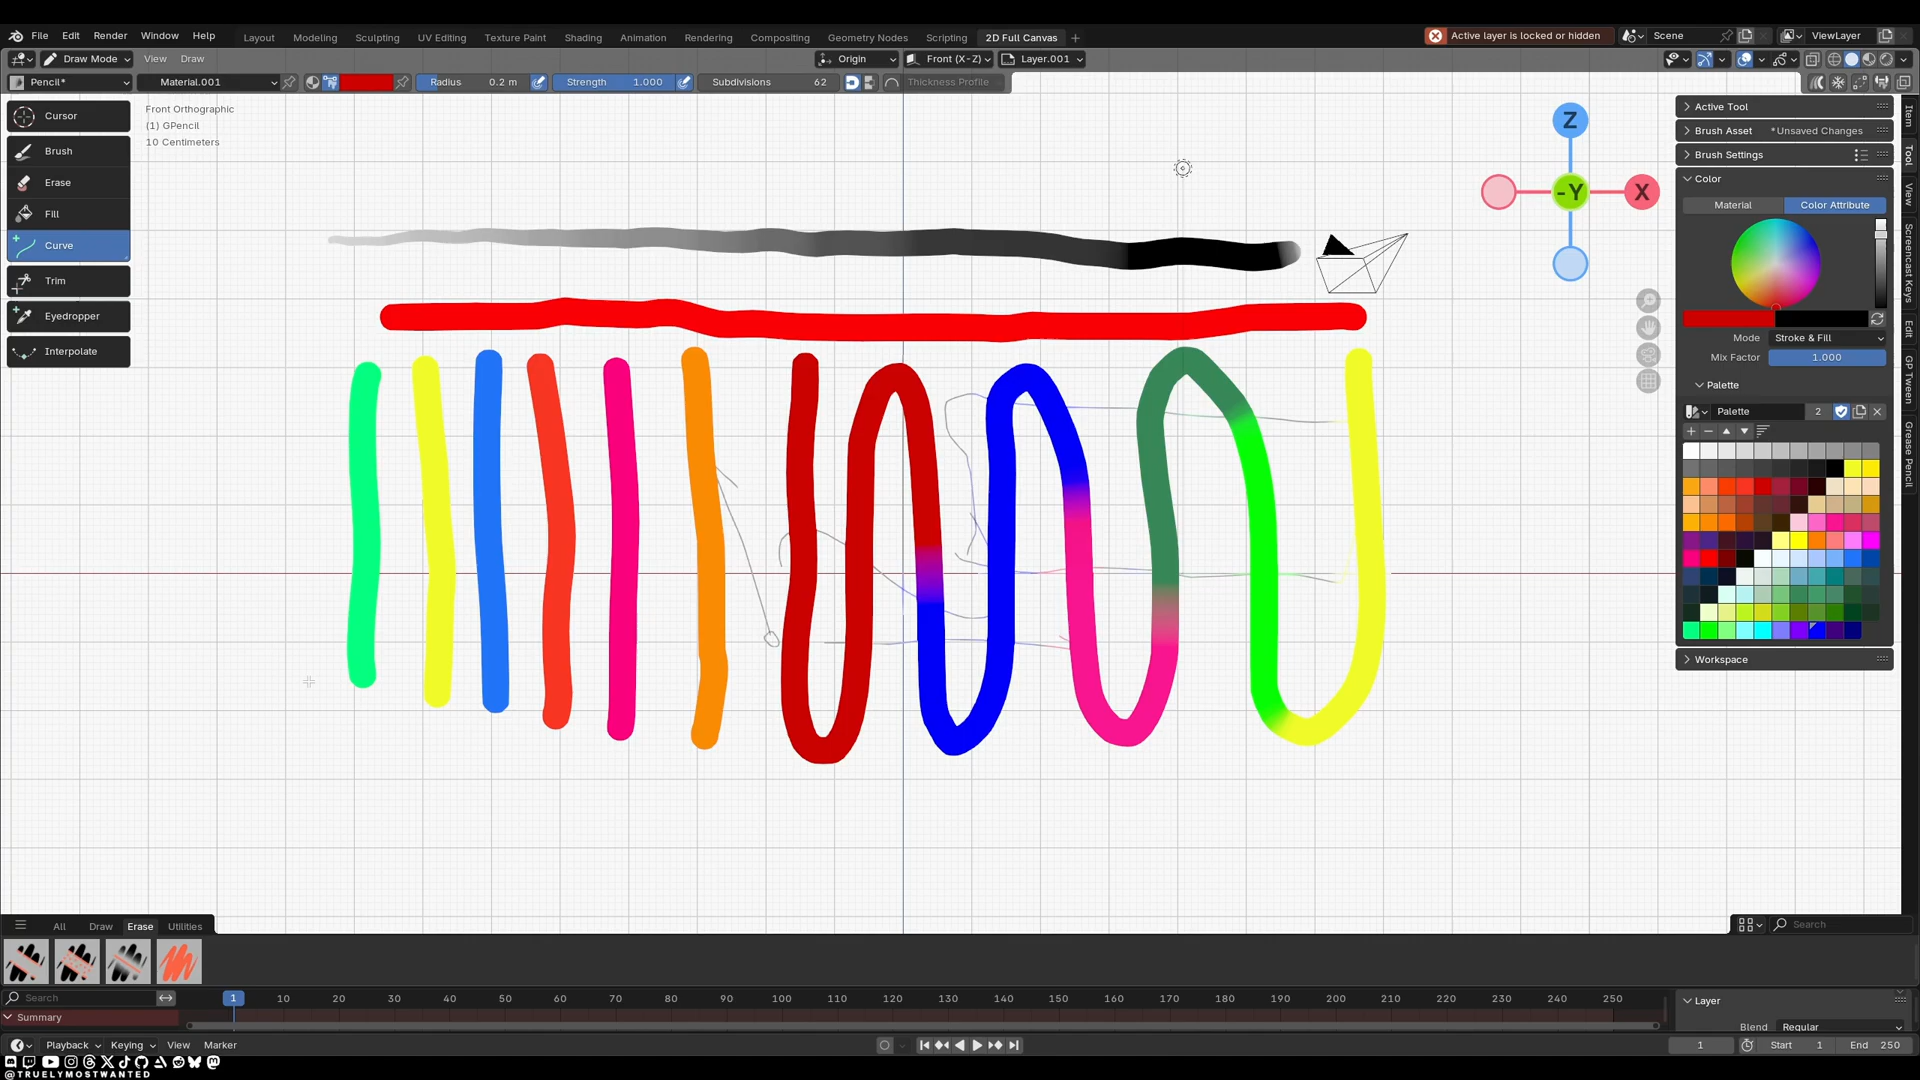 File Edit Render Window Help Layout Modeling Sculpting UV Editing Texture Paint Shading Animation Rendering Compositing Geometry Nodes Scripting 2D Full Canvas + Active layer is locked or hidden Scene ViewLayer
Draw Mode View Draw Origin Front (X-Z) Layer.001
Pencil* Material.001 Radius 0.2 m Strength 1.000 Subdivisions 62 Thickness Profile
Cursor
Brush
Erase
Fill
Curve
Trim
Eyedropper
Interpolate
Front Orthographic
(1) GPencil
10 Centimeters
Z
-Y
X
Active Tool
Brush Asset *Unsaved Changes
Brush Settings
Color
Material Color Attribute
Mode Stroke & Fill
Mix Factor 1.000
Palette
Palette 2
Workspace
Item
Tool
View
Screencast Keys
Edit
GP Tween
Grease Pencil
All Draw Erase Utilities Search
Search 1 10 20 30 40 50 60 70 80 90 100 110 120 130 140 150 160 170 180 190 200 210 220 230 240 250
Summary
Layer
Blend Regular
Playback Keying View Marker 1 Start 1 End 250
@TRUELYMOSTWANTED